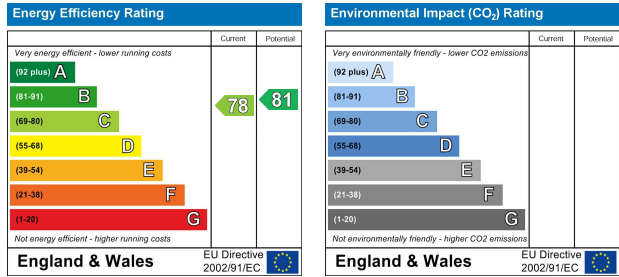 Energy Efficiency Rating
Current Potential
Very energy efficient - lower running costs
(92 plus) A
(81-91) B
(69-80) C
(55-68) D
(39-54) E
(21-38) F
(1-20) G
78
81
Not energy efficient - higher running costs
England & Wales
EU Directive
2002/91/EC
Environmental Impact (CO₂) Rating
Current Potential
Very environmentally friendly - lower CO2 emissions
(92 plus) A
(81-91) B
(69-80) C
(55-68) D
(39-54) E
(21-38) F
(1-20) G
Not environmentally friendly - higher CO2 emissions
England & Wales
EU Directive
2002/91/EC